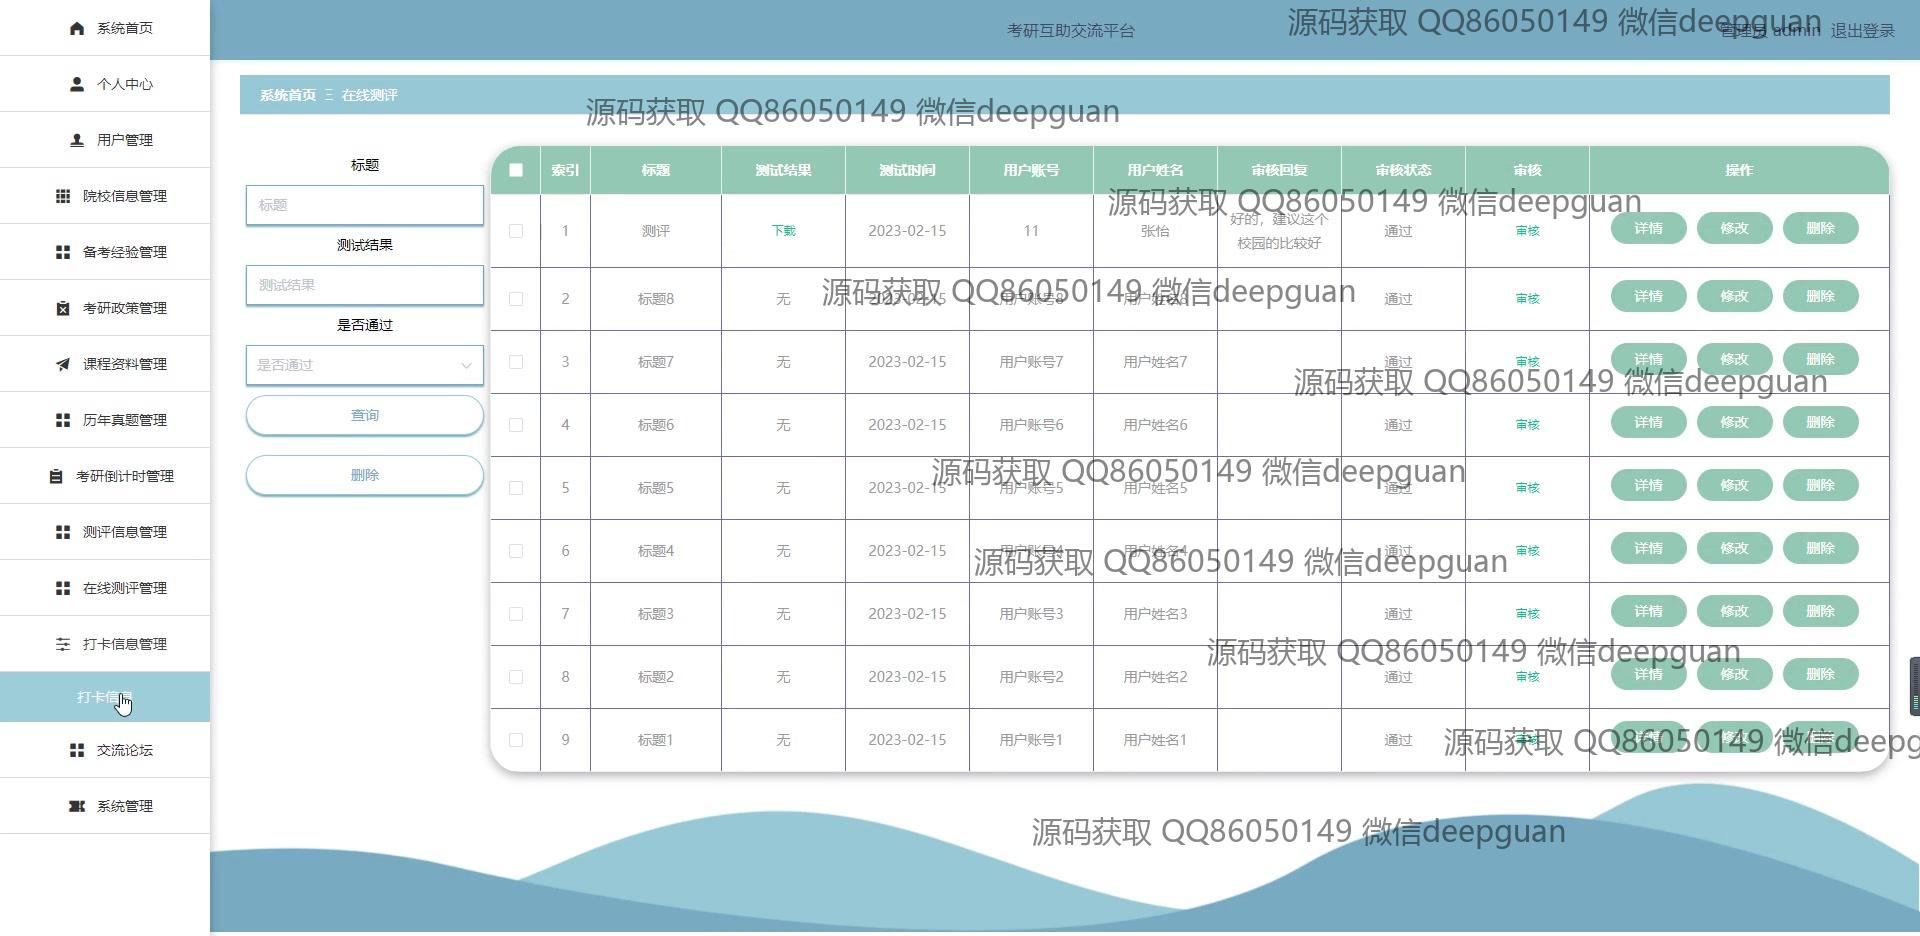 系统首页
个人中心
用户管理
院校信息管理
备考经验管理
考研政策管理
课程资料管理
历年真题管理
考研倒计时管理
测评信息管理
在线测评管理
打卡信息管理
打卡信息
交流论坛
系统管理
考研互助交流平台
源码获取 QQ86050149 微信deepguan
管理员 admin 退出登录
系统首页 在线测评
源码获取 QQ86050149 微信deepguan
标题
标题
测试结果
测试结果
是否通过
是否通过
查询
删除
索引 标题 测试结果 测试时间 用户账号 用户姓名 审核回复 审核状态 审核 操作
源码获取 QQ86050149 微信deepguan
1 测评 下载 2023-02-15 11 张怡 好的，建议这个 通过 审核 详情 修改 删除
校园的比较好
源码获取 QQ86050149 微信deepguan
2 标题8 无 2023-02-15 用户账号8 用户姓名8 通过 审核 详情 修改 删除
3 标题7 无 2023-02-15 用户账号7 用户姓名7 通过 审核 详情 修改 删除
源码获取 QQ86050149 微信deepguan
4 标题6 无 2023-02-15 用户账号6 用户姓名6 通过 审核 详情 修改 删除
源码获取 QQ86050149 微信deepguan
5 标题5 无 2023-02-15 用户账号5 用户姓名5 通过 审核 详情 修改 删除
6 标题4 无 2023-02-15 用户账号4 用户姓名4 通过 审核 详情 修改 删除
源码获取 QQ86050149 微信deepguan
7 标题3 无 2023-02-15 用户账号3 用户姓名3 通过 审核 详情 修改 删除
源码获取 QQ86050149 微信deepguan
8 标题2 无 2023-02-15 用户账号2 用户姓名2 通过 审核 详情 修改 删除
9 标题1 无 2023-02-15 用户账号1 用户姓名1 通过 审核 详情 修改 删除
源码获取 QQ86050149 微信deepg
源码获取 QQ86050149 微信deepguan